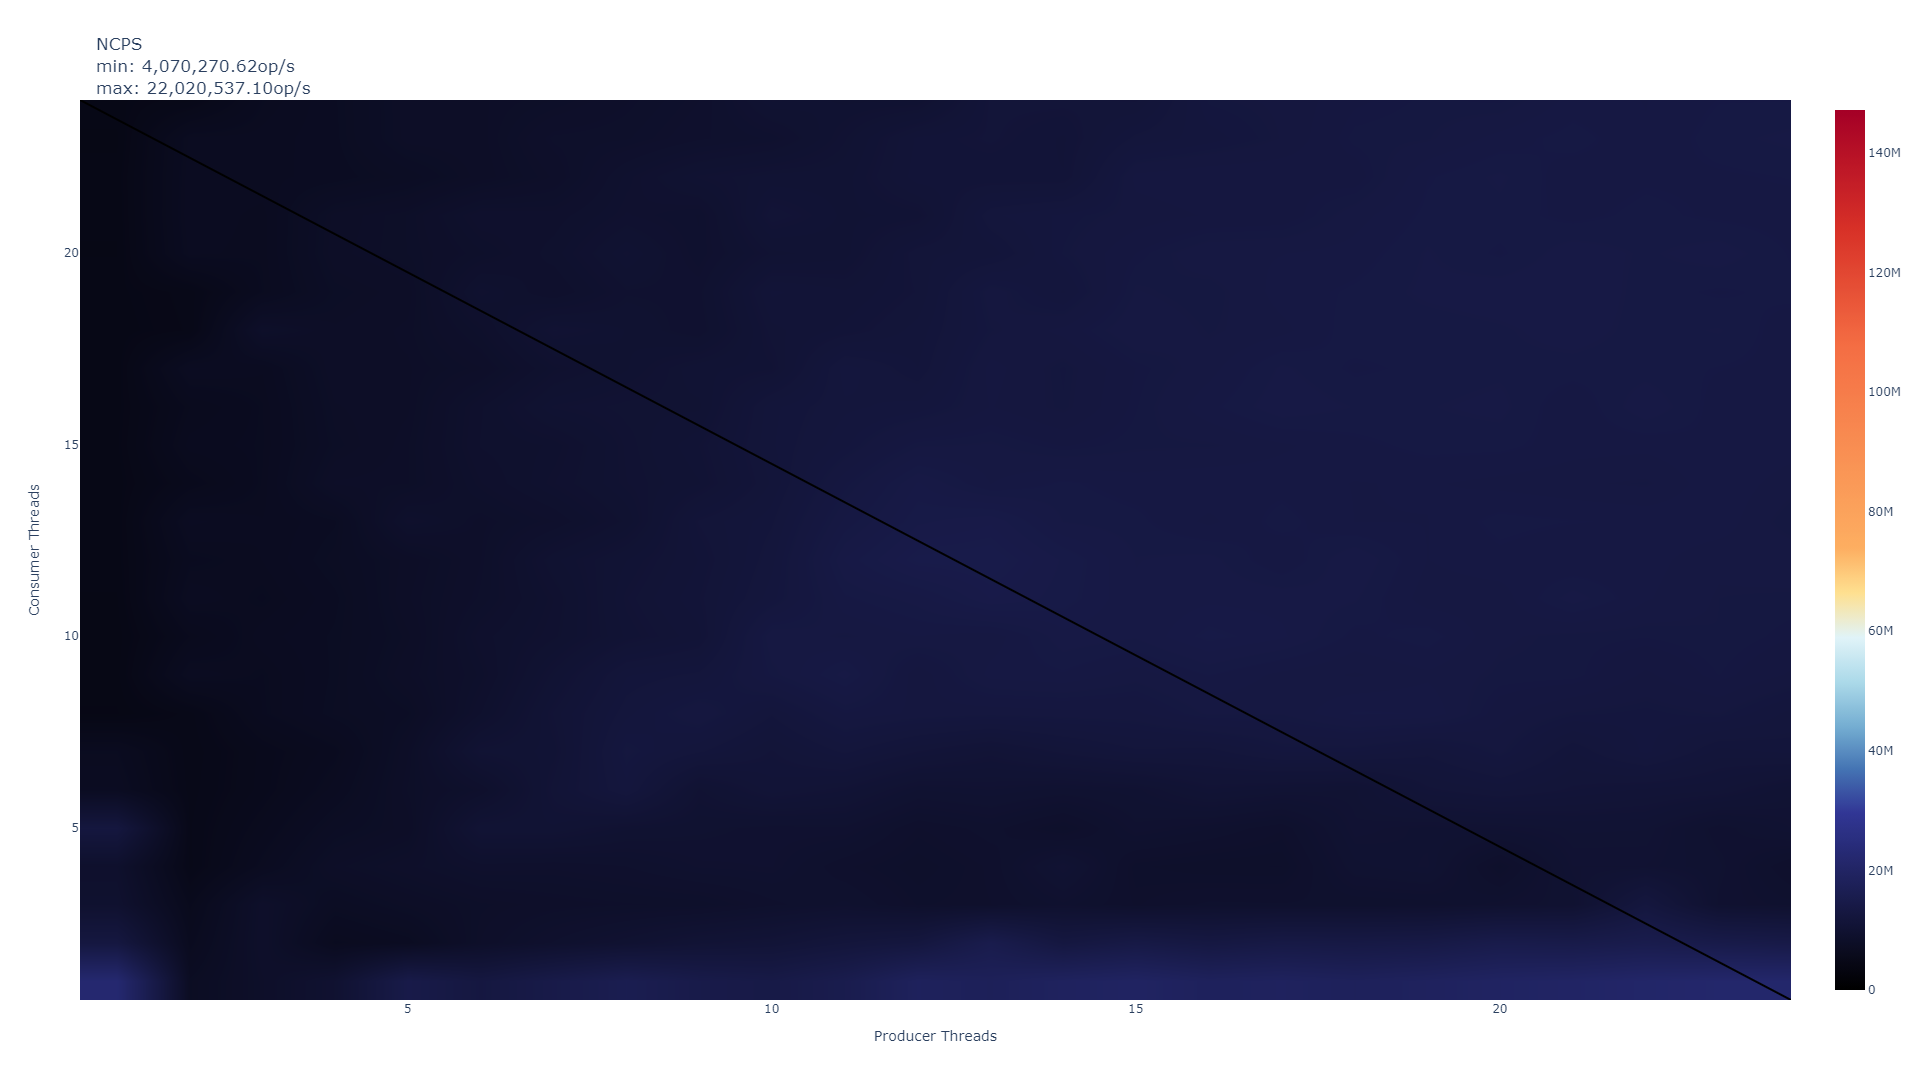 NCPS
min: 4,070,270.62op/s
max: 22,020,537.10op/s
140M
120M
100M
80M
60M
40M
20M
0
20
15
10
5
Consumer Threads
5
10
15
20
Producer Threads